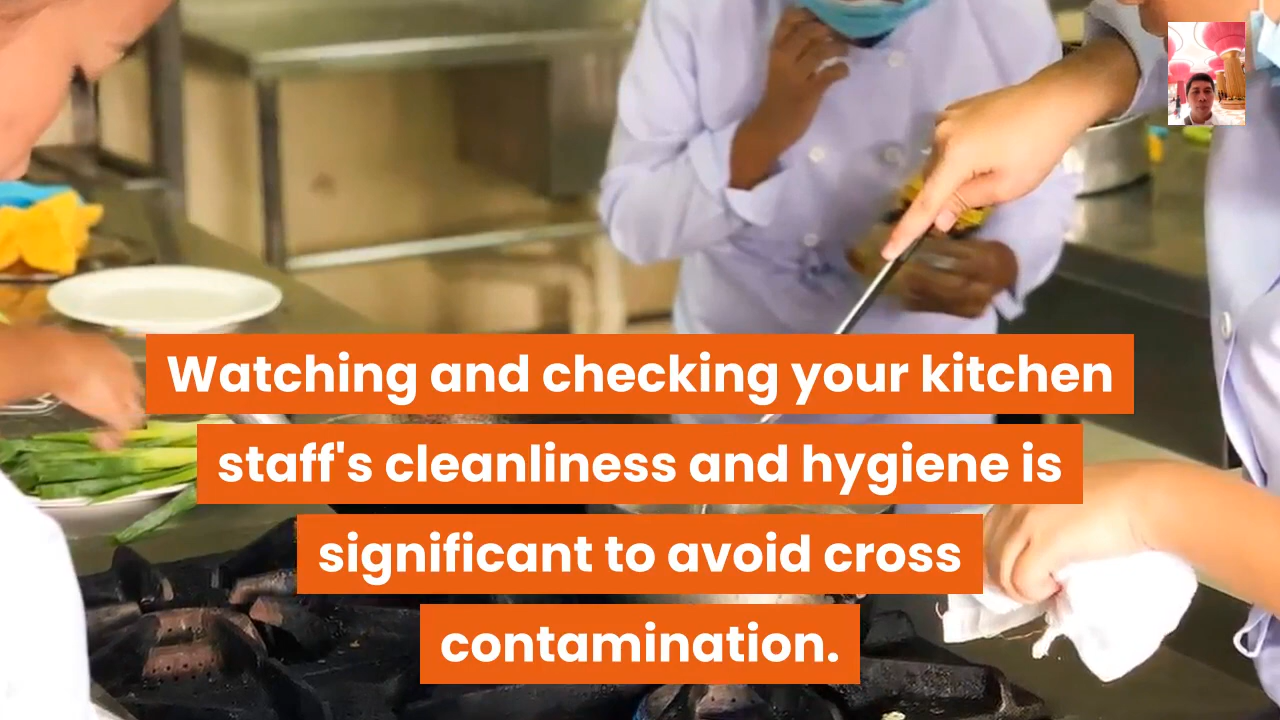 Watching and checking your kitchen
staff's cleanliness and hygiene is
significant to avoid cross
contamination.